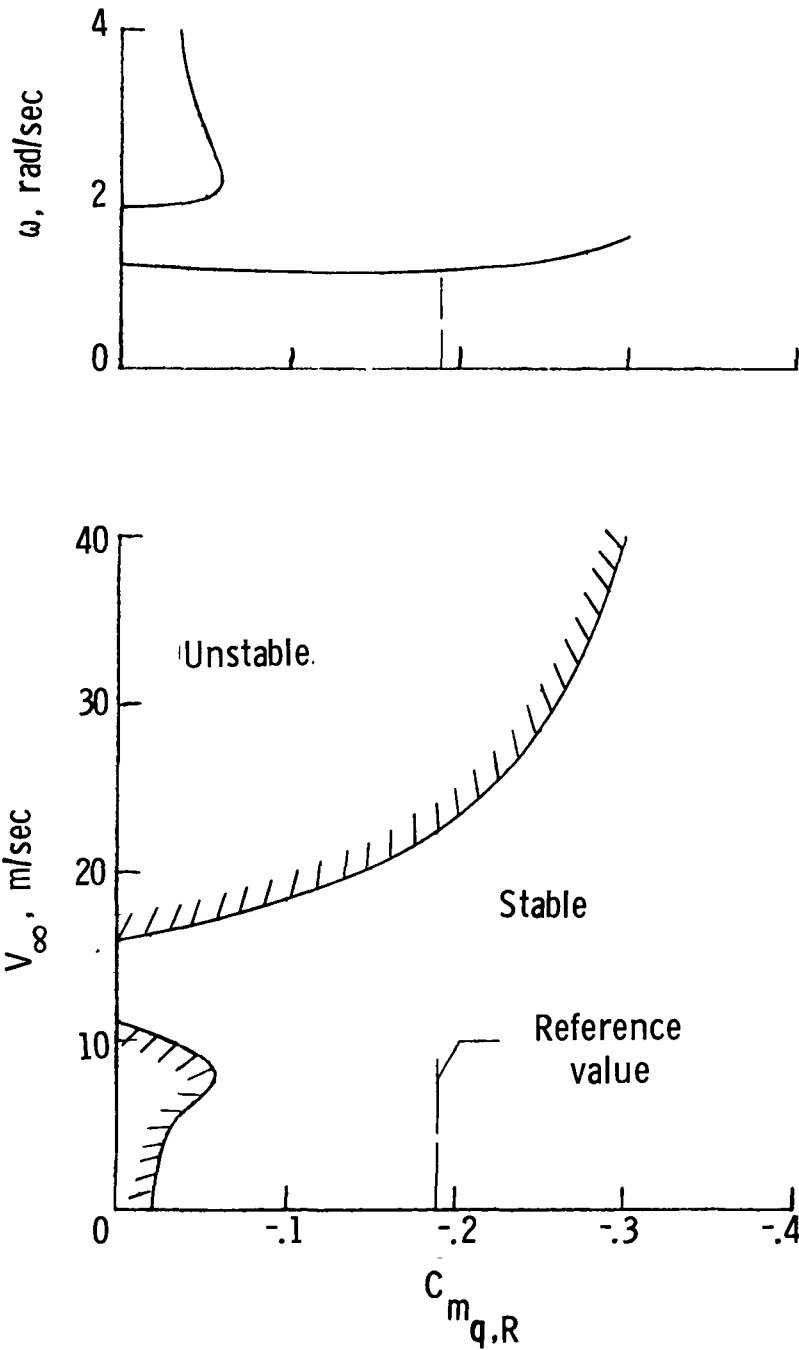 4
ω, rad/sec
2
0
40
Unstable
30
V∞, m/sec
20
Stable
10
Reference
value
0 -.1 -.2 -.3 -.4
C m q,R